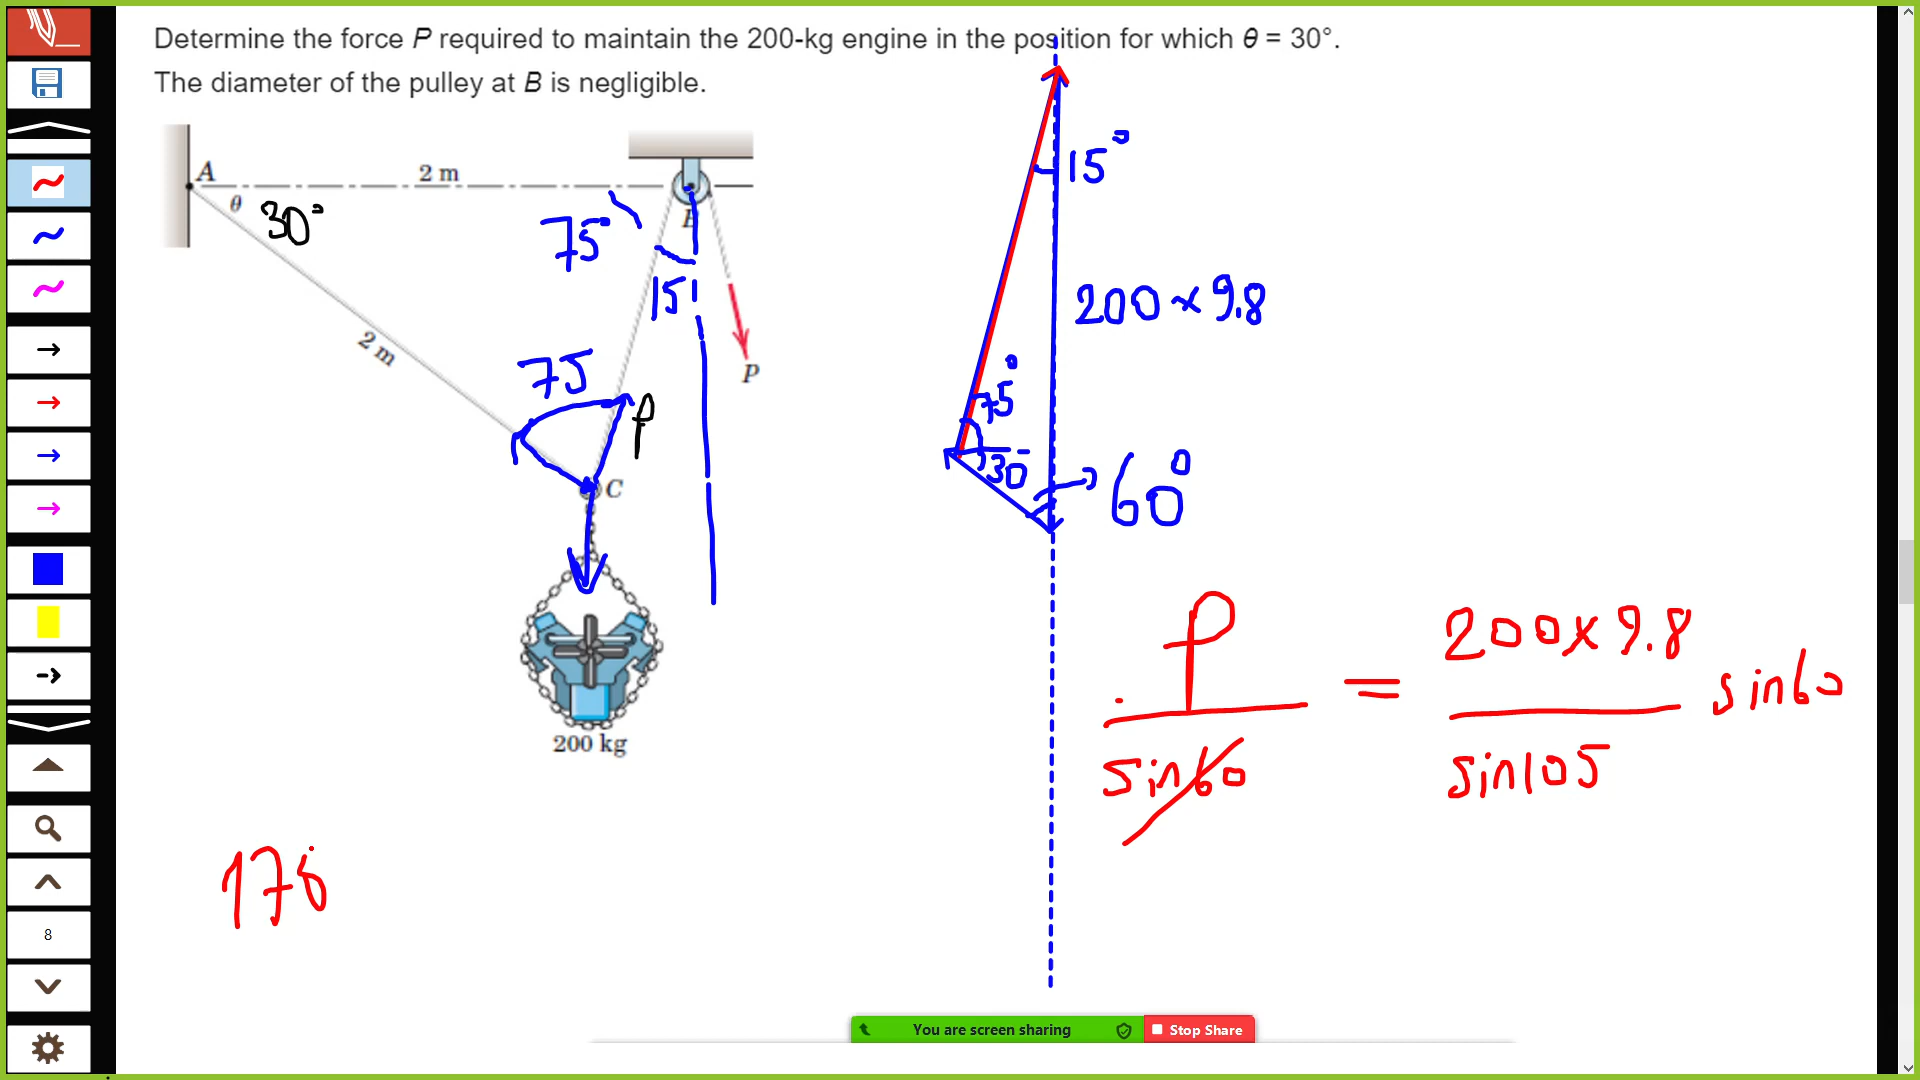 Determine the force P required to maintain the 200-kg engine in the position for which θ = 30°.
The diameter of the pulley at B is negligible.
A
2 m
θ
30°
75°
B
15
15°
200 × 9.8
2 m
75
P
P
75°
30
60°
C
200 kg
P
sin60
=
200×9.8
sin105
sin60
178
8
You are screen sharing
Stop Share